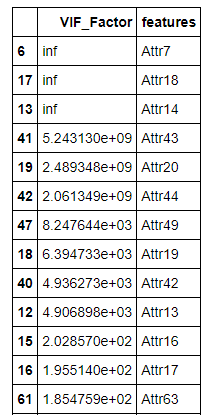 VIF_Factor features
6 inf Attr7
17 inf Attr18
13 inf Attr14
41 5.243130e+09 Attr43
19 2.489348e+09 Attr20
42 2.061349e+09 Attr44
47 8.247644e+03 Attr49
18 6.394733e+03 Attr19
40 4.936273e+03 Attr42
12 4.906898e+03 Attr13
15 2.028570e+02 Attr16
16 1.955140e+02 Attr17
61 1.854759e+02 Attr63